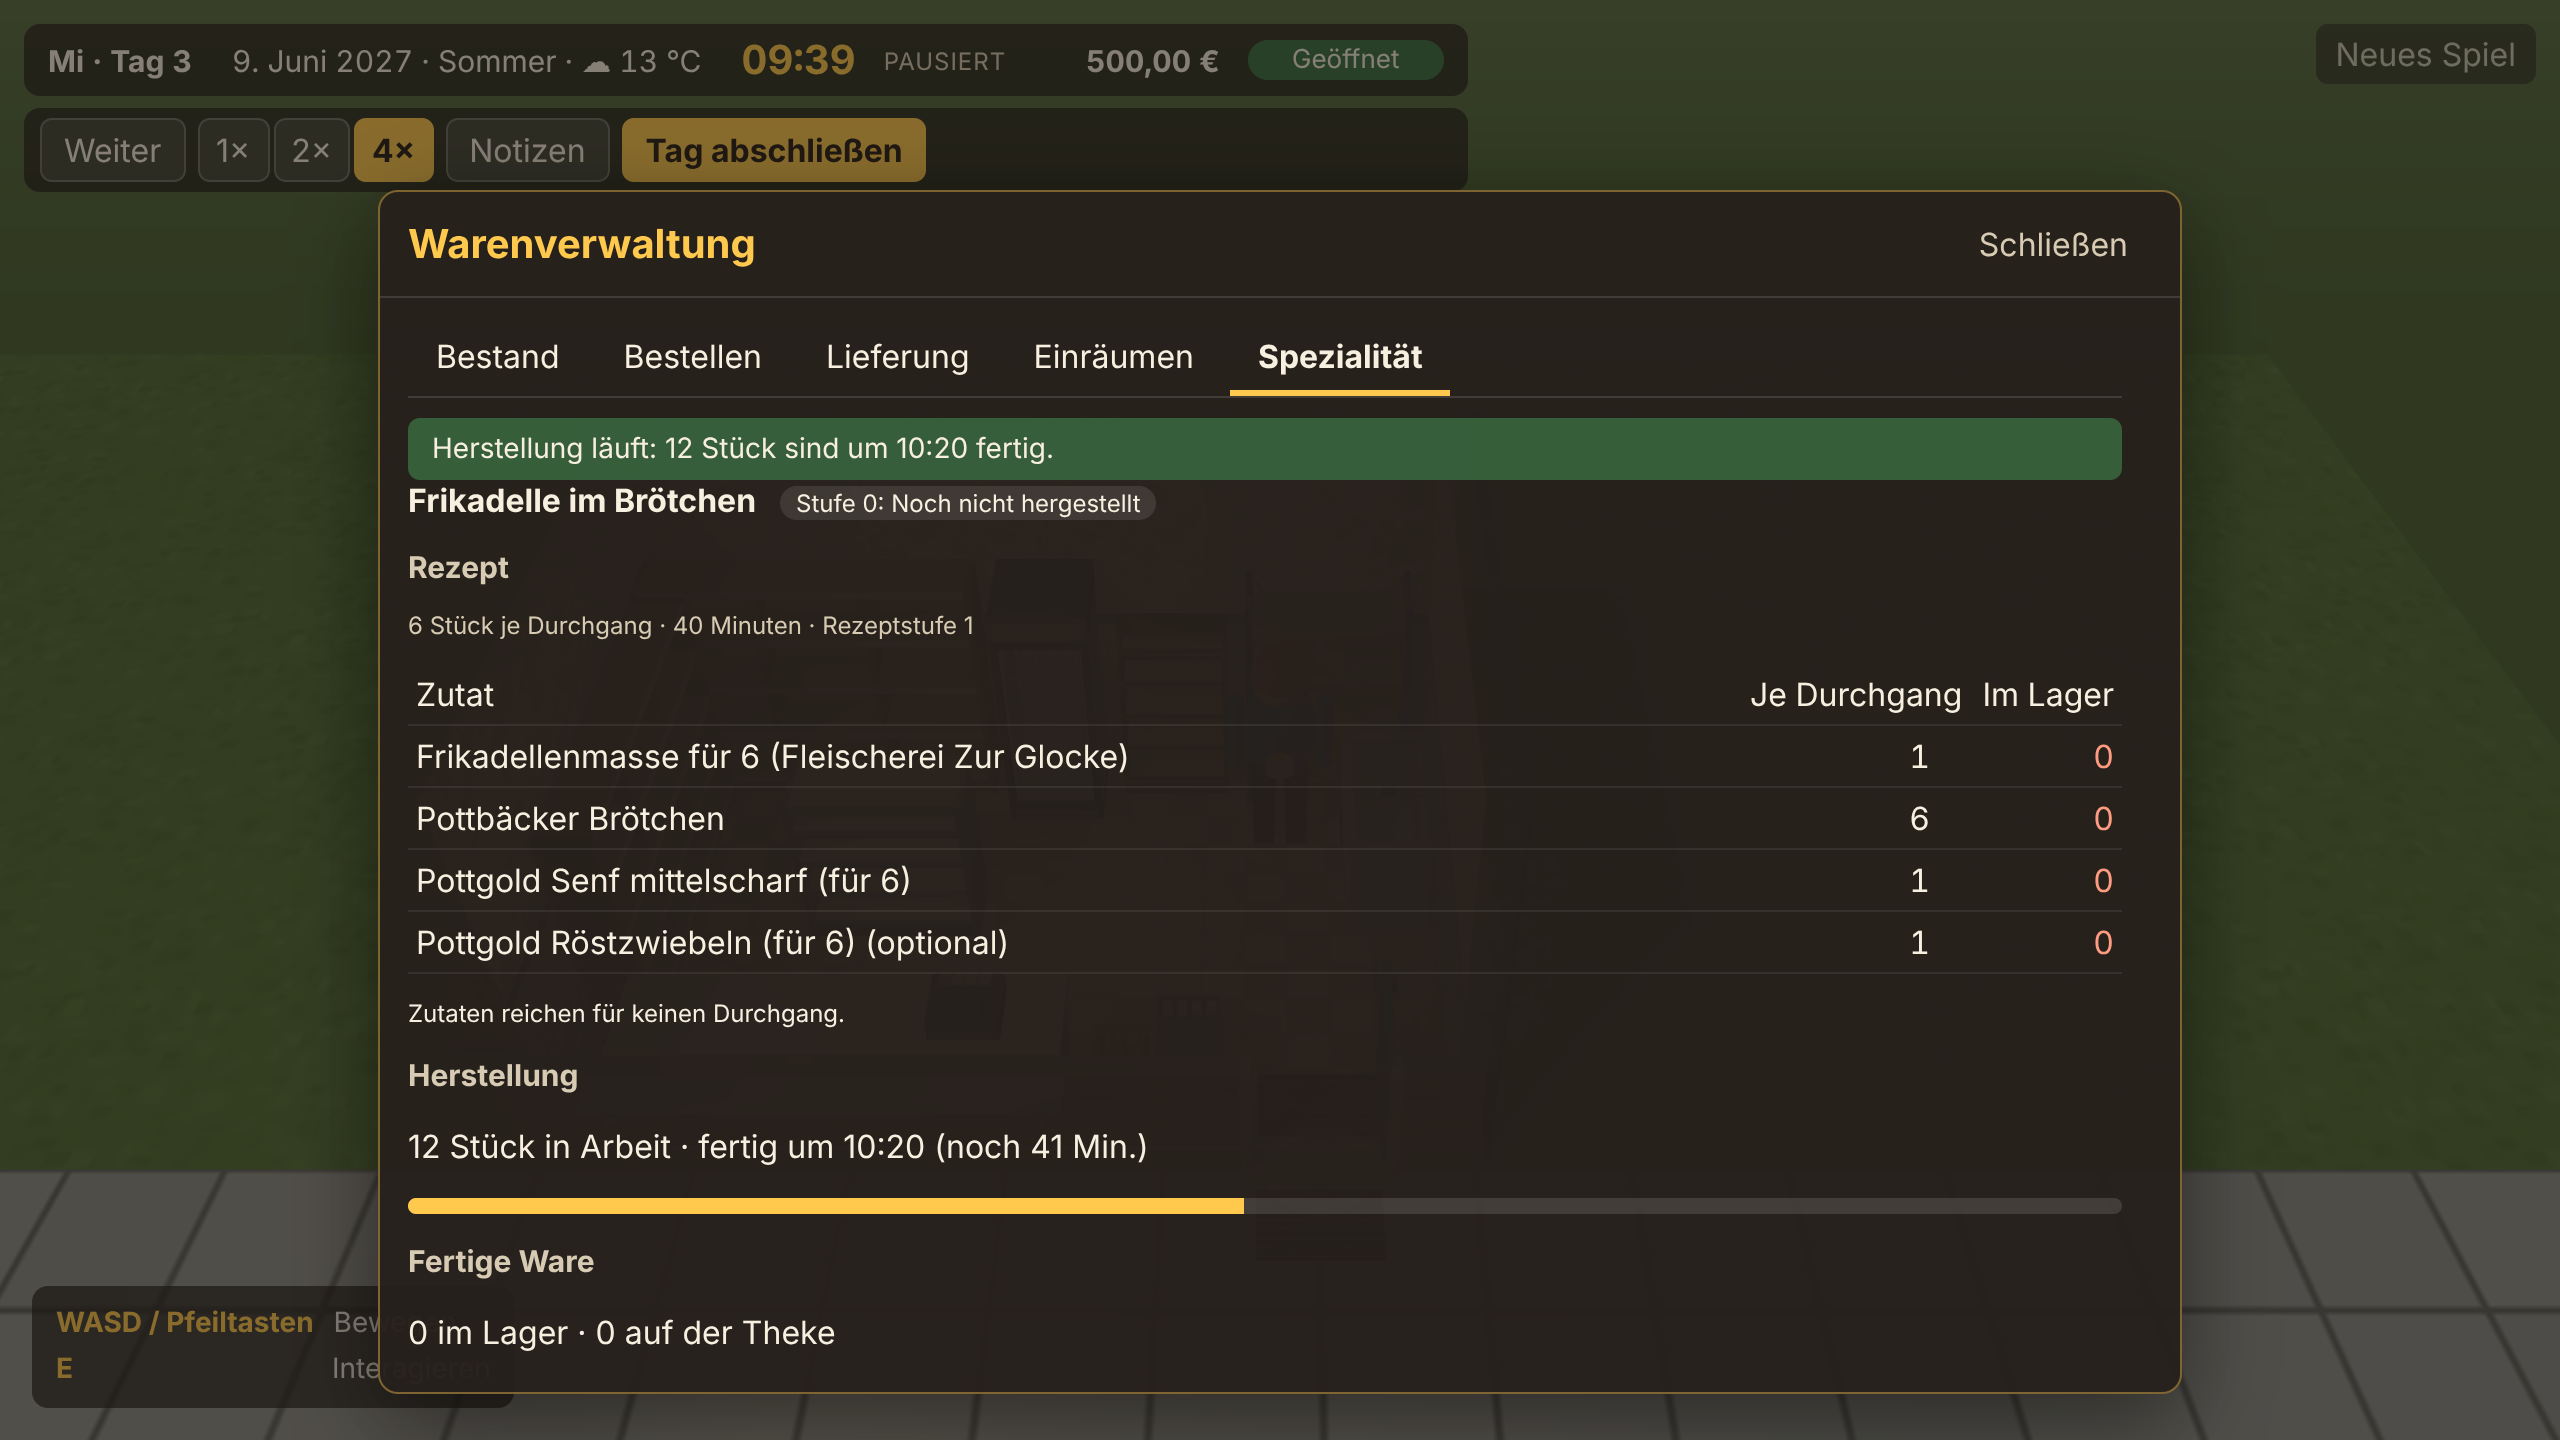 Mi · Tag 3 9. Juni 2027 · Sommer · ☁ 13 °C 09:39 PAUSIERT 500,00 € Geöffnet
Neues Spiel
Weiter 1× 2× 4× Notizen Tag abschließen
Warenverwaltung Schließen
Bestand Bestellen Lieferung Einräumen Spezialität
Herstellung läuft: 12 Stück sind um 10:20 fertig.
Frikadelle im Brötchen Stufe 0: Noch nicht hergestellt
Rezept
6 Stück je Durchgang · 40 Minuten · Rezeptstufe 1
Zutat Je Durchgang Im Lager
Frikadellenmasse für 6 (Fleischerei Zur Glocke) 1 0
Pottbäcker Brötchen 6 0
Pottgold Senf mittelscharf (für 6) 1 0
Pottgold Röstzwiebeln (für 6) (optional) 1 0
Zutaten reichen für keinen Durchgang.
Herstellung
12 Stück in Arbeit · fertig um 10:20 (noch 41 Min.)
Fertige Ware
0 im Lager · 0 auf der Theke
WASD / Pfeiltasten
E Interagieren